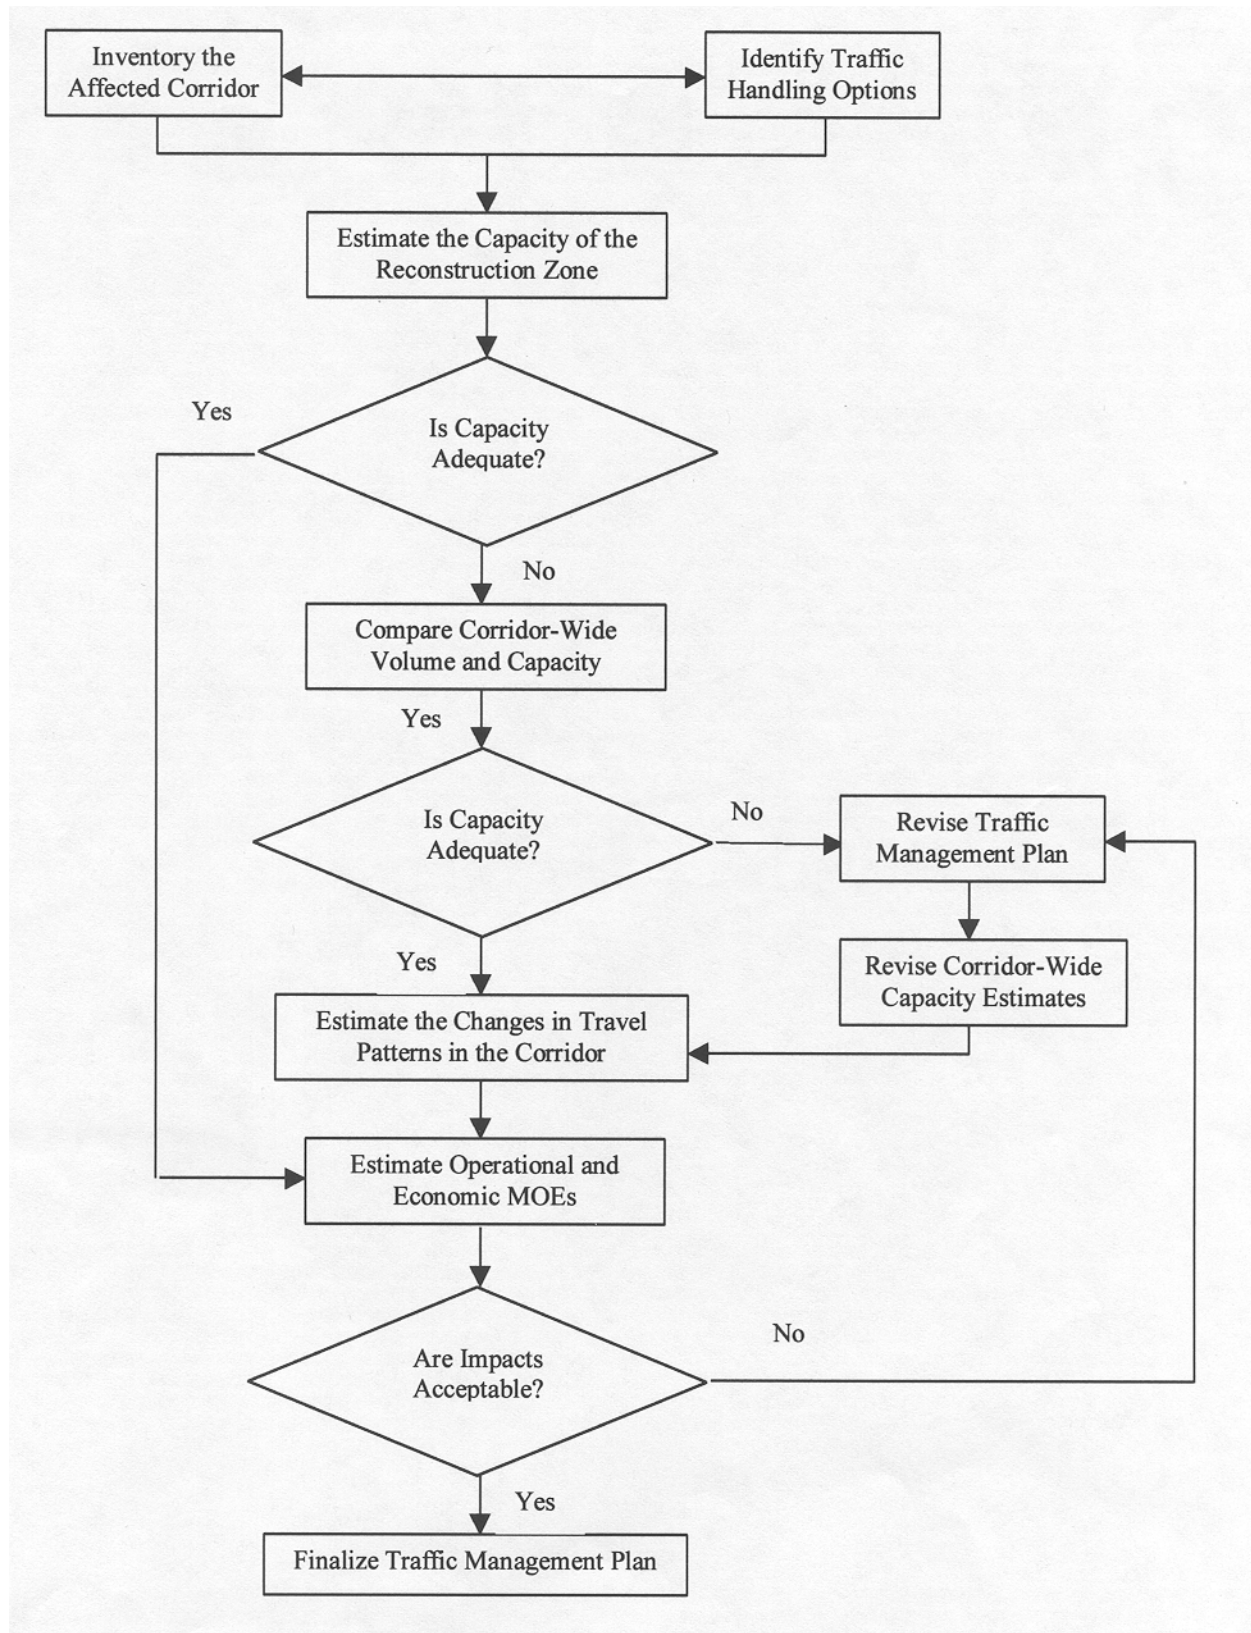 Inventory the
Affected Corridor
Identify Traffic
Handling Options
Estimate the Capacity of the
Reconstruction Zone
Yes
Is Capacity
Adequate?
No
Compare Corridor-Wide
Volume and Capacity
Yes
Is Capacity
Adequate?
No
Revise Traffic
Management Plan
Yes
Revise Corridor-Wide
Capacity Estimates
Estimate the Changes in Travel
Patterns in the Corridor
Estimate Operational and
Economic MOEs
Are Impacts
Acceptable?
No
Yes
Finalize Traffic Management Plan